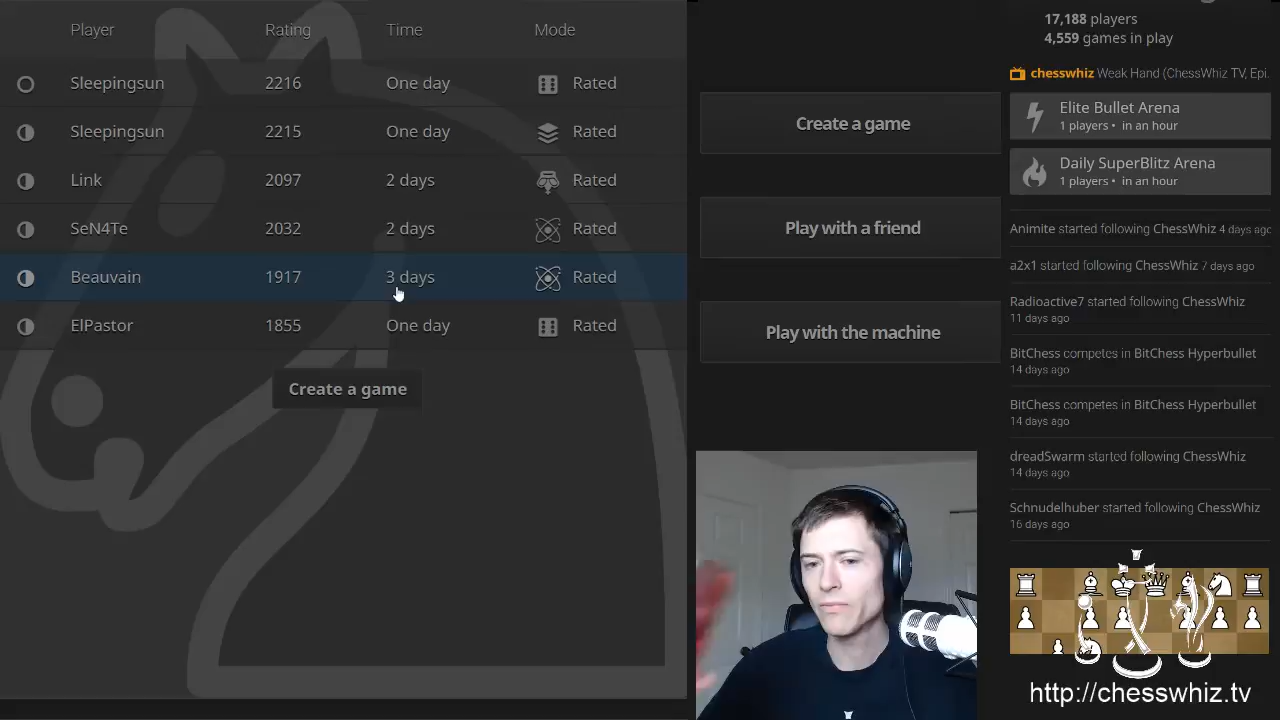 Player Rating Time Mode
Sleepingsun 2216 One day Rated
Sleepingsun 2215 One day Rated
Link 2097 2 days Rated
SeN4Te 2032 2 days Rated
Beauvain 1917 3 days Rated
ElPastor 1855 One day Rated
Create a game
Create a game
Play with a friend
Play with the machine
17,188 players
4,559 games in play
chesswhiz Weak Hand (ChessWhiz TV, Epi.
Elite Bullet Arena
1 players • in an hour
Daily SuperBlitz Arena
1 players • in an hour
Animite started following ChessWhiz 4 days ago
a2x1 started following ChessWhiz 7 days ago
Radioactive7 started following ChessWhiz
11 days ago
BitChess competes in BitChess Hyperbullet
14 days ago
BitChess competes in BitChess Hyperbullet
14 days ago
dreadSwarm started following ChessWhiz
14 days ago
Schnudelhuber started following ChessWhiz
16 days ago
http://chesswhiz.tv